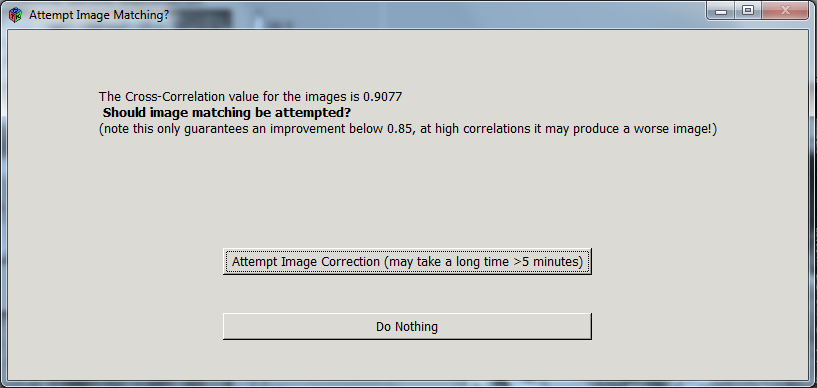 Attempt Image Matching?
The Cross-Correlation value for the images is 0.9077
Should image matching be attempted?
(note this only guarantees an improvement below 0.85, at high correlations it may produce a worse image!)
Attempt Image Correction (may take a long time >5 minutes)
Do Nothing